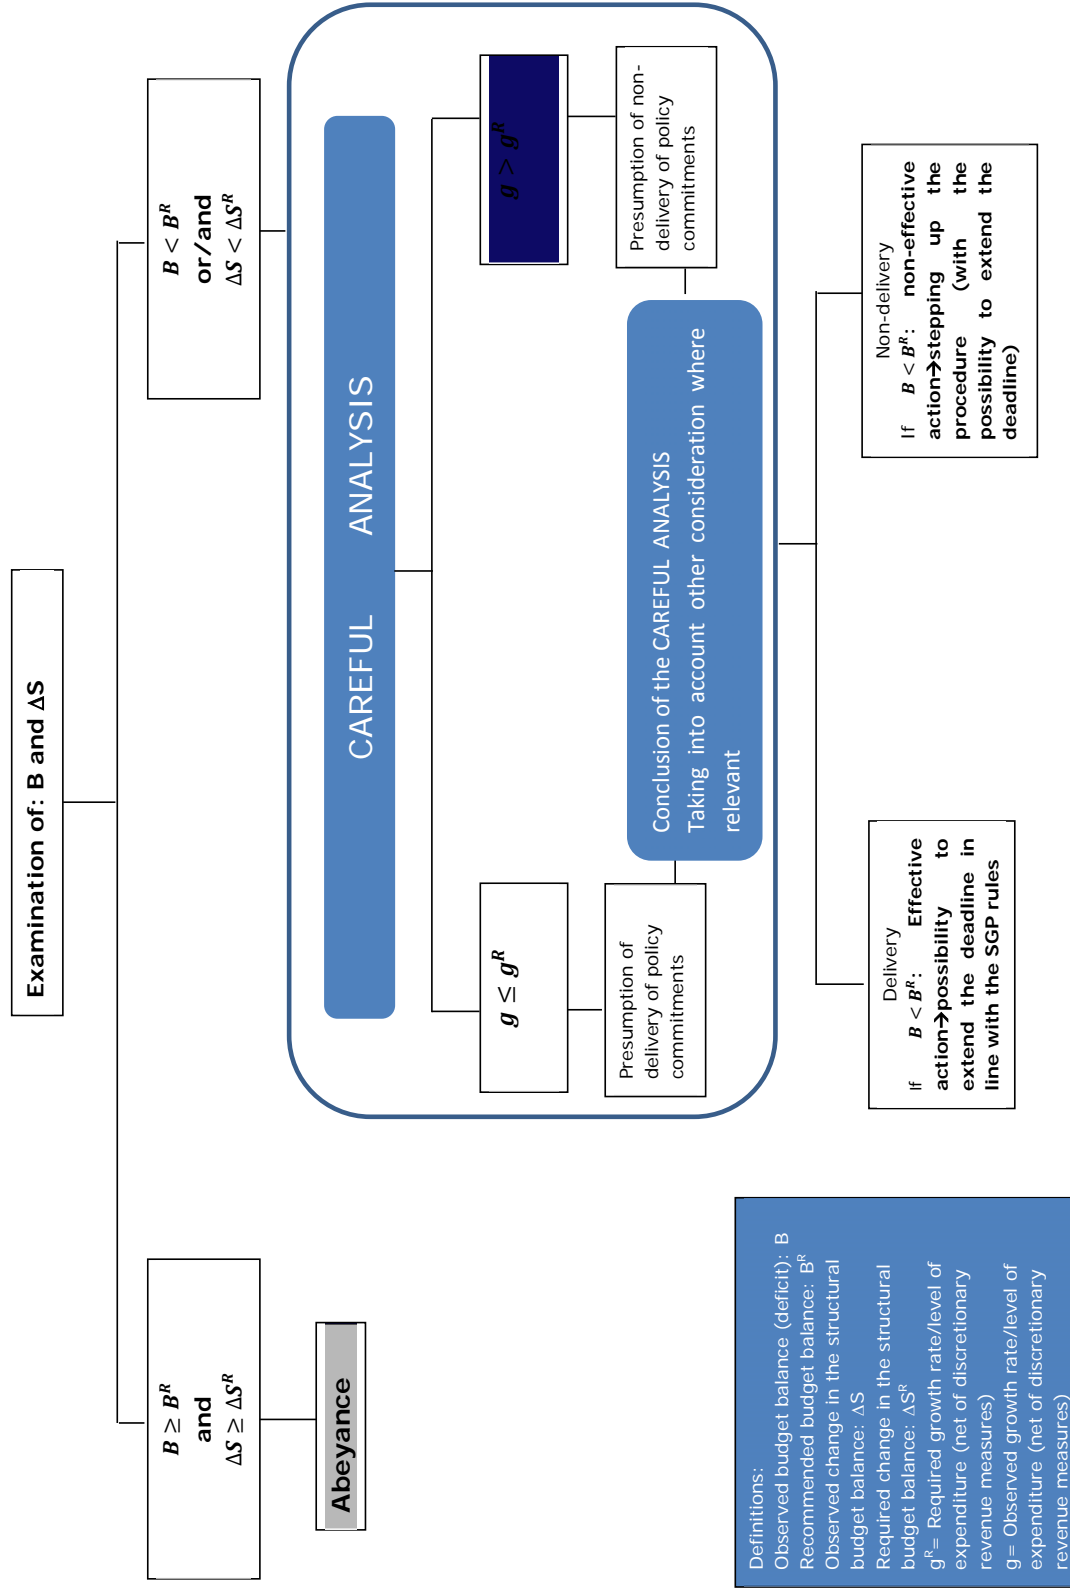 Examination of: B and ΔS
B ≥ B^R
and
ΔS ≥ ΔS^R
B < B^R
or/and
ΔS < ΔS^R
Abeyance
CAREFUL ANALYSIS
g ≤ g^R
g > g^R
Presumption of
delivery of policy
commitments
Presumption of non-
delivery of policy
commitments
Conclusion of the CAREFUL ANALYSIS
Taking into account other consideration where
relevant
Delivery
If B < B^R: Effective
action→possibility to
extend the deadline in
line with the SGP rules
Non-delivery
If B < B^R: non-effective
action→stepping up the
procedure (with the
possibility to extend the
deadline)
Definitions:
Observed budget balance (deficit): B
Recommended budget balance: B^R
Observed change in the structural
budget balance: ΔS
Required change in the structural
budget balance: ΔS^R
g^R= Required growth rate/level of
expenditure (net of discretionary
revenue measures)
g= Observed growth rate/level of
expenditure (net of discretionary
revenue measures)